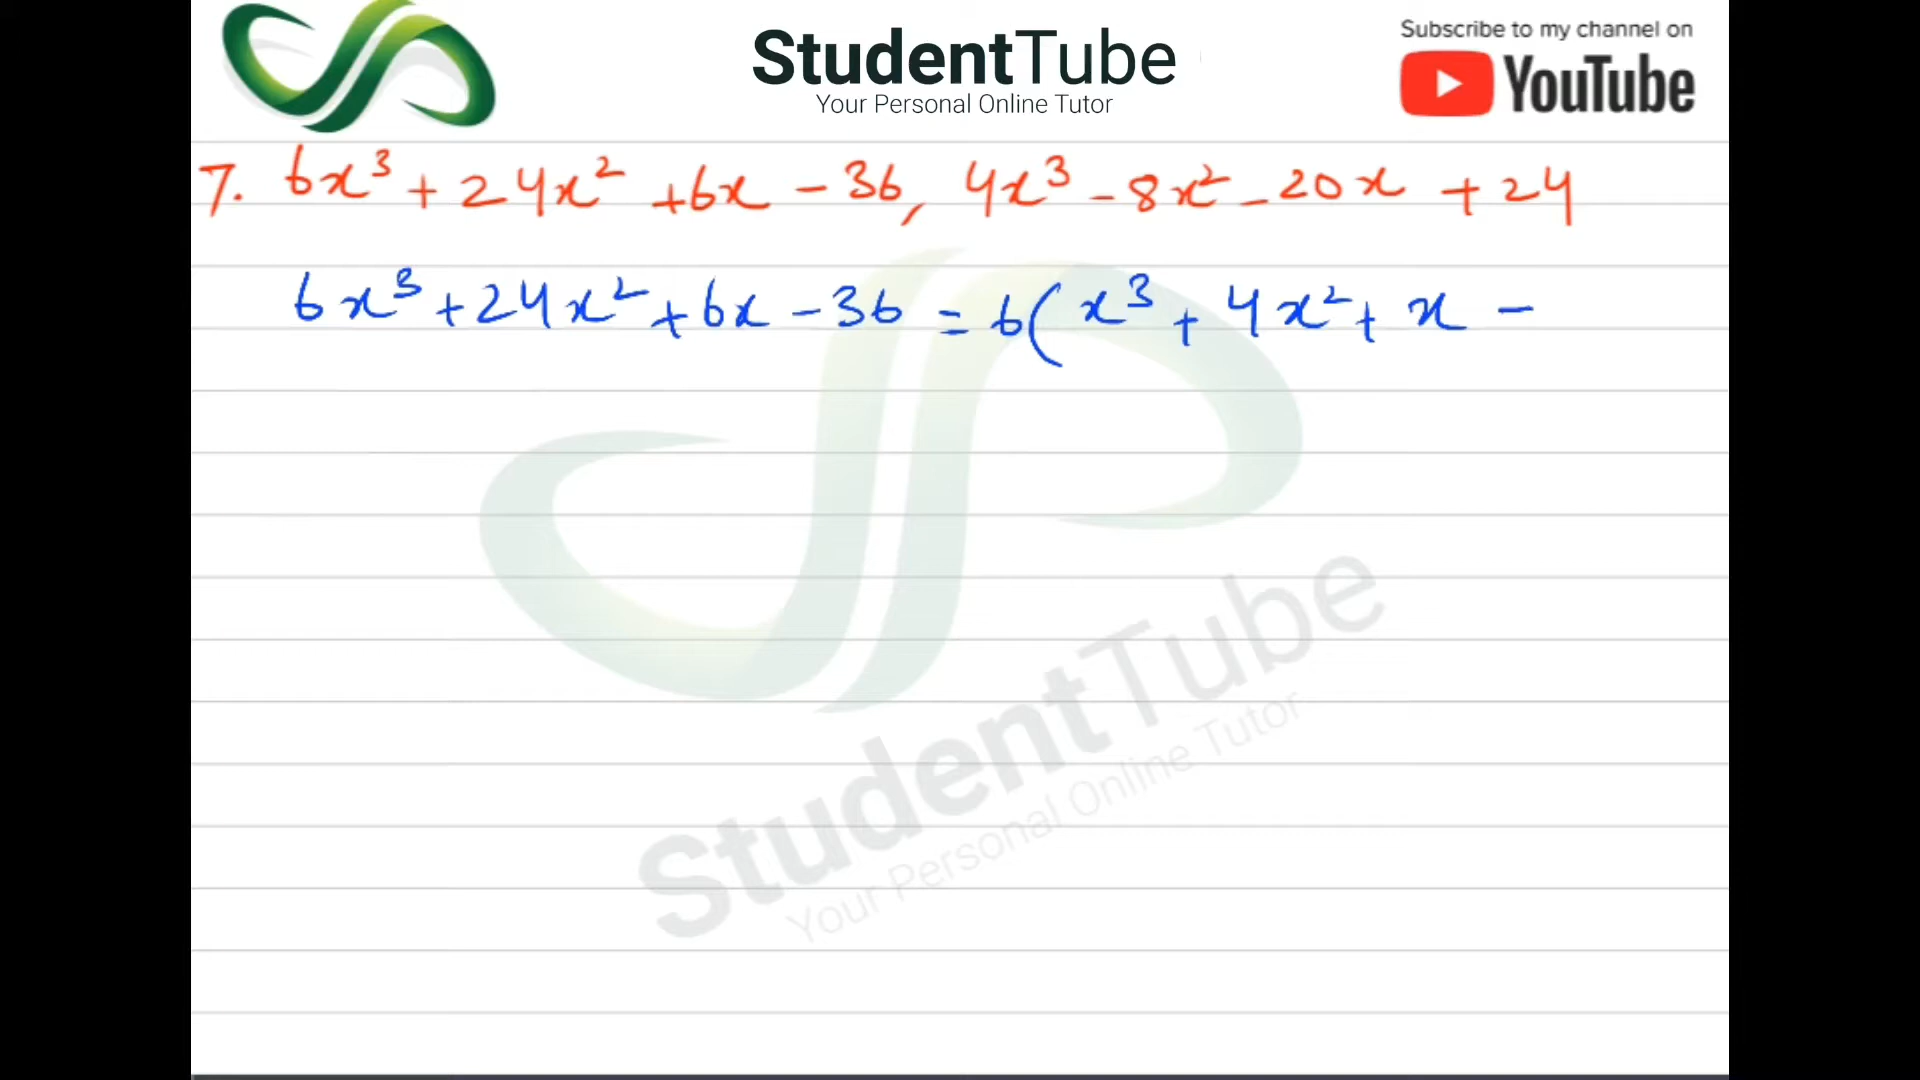 StudentTube
Your Personal Online Tutor
Subscribe to my channel on
YouTube
7. 6x³ + 24x² + 6x - 36, 4x³ - 8x² - 20x + 24
6x³ + 24x² + 6x - 36 = 6(x³ + 4x² + x -
StudentTube
Your Personal Online Tutor